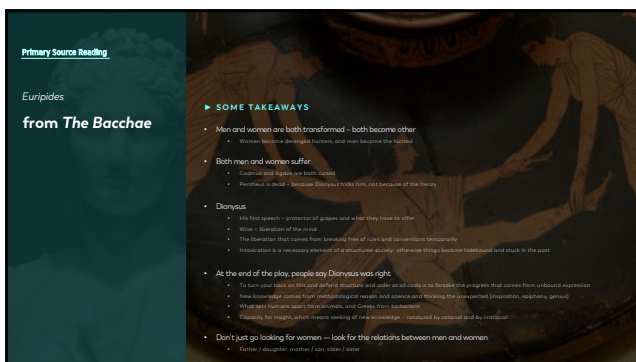 Primary Source Reading
Euripides
from The Bacchae
► SOME TAKEAWAYS
• Men and women are both transformed – both become other
• Women become deranged hunters, and men become the hunted
• Both men and women suffer
• Cadmus and Agave are both cursed
• Pentheus is dead – because Dionysus tricks him, not because of the frenzy
• Dionysus
• His first speech – protector of grapes and what they have to offer
• Wine = liberation of the mind
• The liberation that comes from breaking free of rules and conventions temporarily
• Intoxication is a necessary element of a structured society; otherwise things become hidebound and stuck in the past
• At the end of the play, people say Dionysus was right
• To turn your back on this and defend structure and order at all costs is to forsake the progress that comes from unbound expression
• New knowledge comes from methodological reason and science and thinking the unexpected (inspiration, epiphany, genius)
• What sets humans apart from animals, and Greeks from barbarians
• Capacity for insight, which means seeking of new knowledge – catalyzed by rational and by irrational
• Don't just go looking for women — look for the relations between men and women
• Father / daughter, mother / son, sister / sister